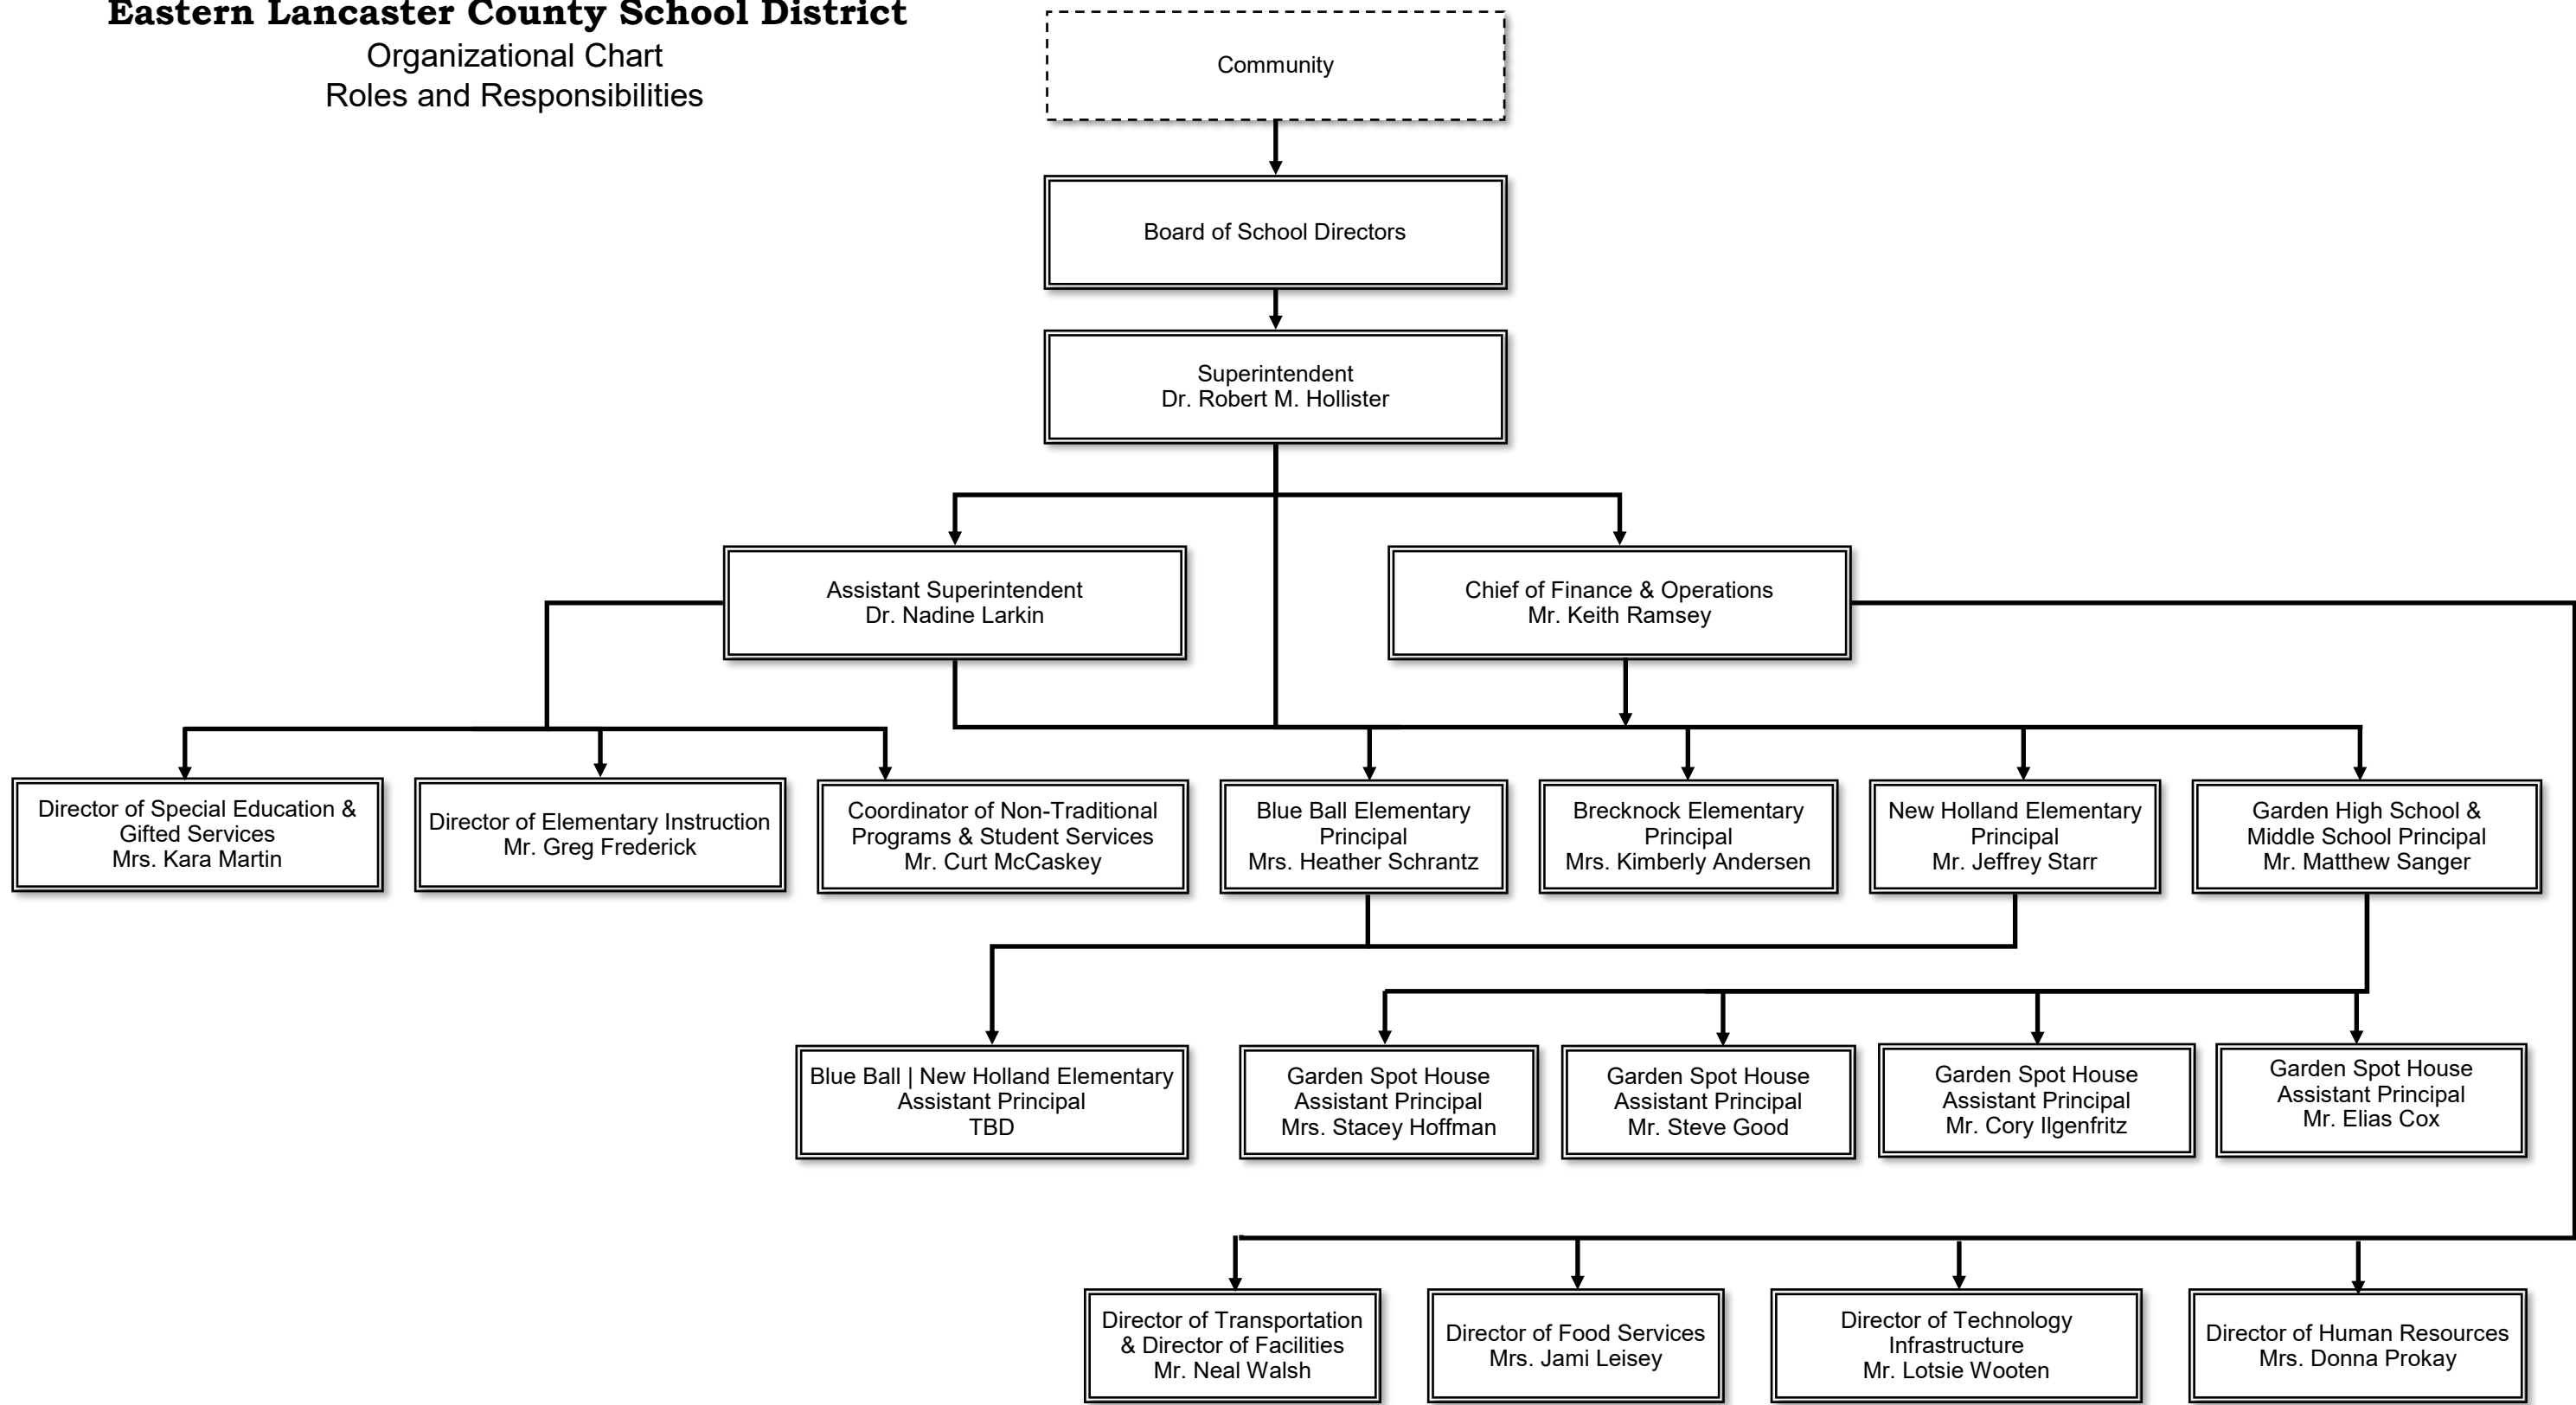 Eastern Lancaster County School District
Organizational Chart
Roles and Responsibilities
Community
Board of School Directors
Superintendent
Dr. Robert M. Hollister
Assistant Superintendent
Dr. Nadine Larkin
Chief of Finance & Operations
Mr. Keith Ramsey
Director of Special Education &
Gifted Services
Mrs. Kara Martin
Director of Elementary Instruction
Mr. Greg Frederick
Coordinator of Non-Traditional
Programs & Student Services
Mr. Curt McCaskey
Blue Ball Elementary
Principal
Mrs. Heather Schrantz
Brecknock Elementary
Principal
Mrs. Kimberly Andersen
New Holland Elementary
Principal
Mr. Jeffrey Starr
Garden High School &
Middle School Principal
Mr. Matthew Sanger
Blue Ball | New Holland Elementary
Assistant Principal
TBD
Garden Spot House
Assistant Principal
Mrs. Stacey Hoffman
Garden Spot House
Assistant Principal
Mr. Steve Good
Garden Spot House
Assistant Principal
Mr. Cory Ilgenfritz
Garden Spot House
Assistant Principal
Mr. Elias Cox
Director of Transportation
& Director of Facilities
Mr. Neal Walsh
Director of Food Services
Mrs. Jami Leisey
Director of Technology
Infrastructure
Mr. Lotsie Wooten
Director of Human Resources
Mrs. Donna Prokay